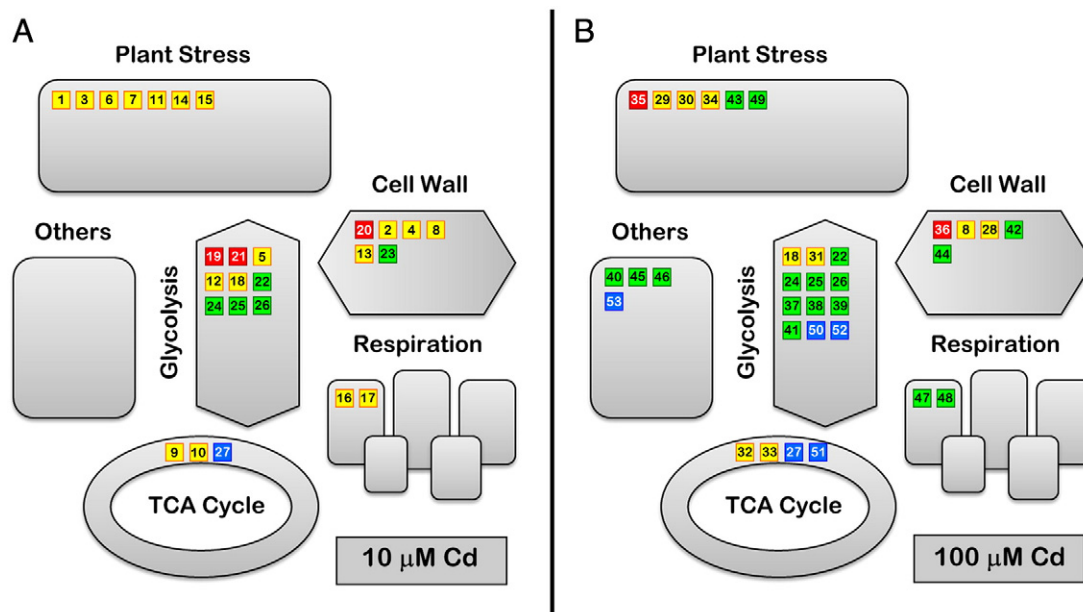 A
Plant Stress
1 3 6 7 11 14 15
Cell Wall
20 2 4 8
13 23
Others
Glycolysis
19 21 5
12 18 22
24 25 26
Respiration
16 17
9 10 27
TCA Cycle
10 μM Cd
B
Plant Stress
35 29 30 34 43 49
Cell Wall
36 8 28 42
44
Others
40 45 46
53
Glycolysis
18 31 22
24 25 26
37 38 39
41 50 52
Respiration
47 48
32 33 27 51
TCA Cycle
100 μM Cd